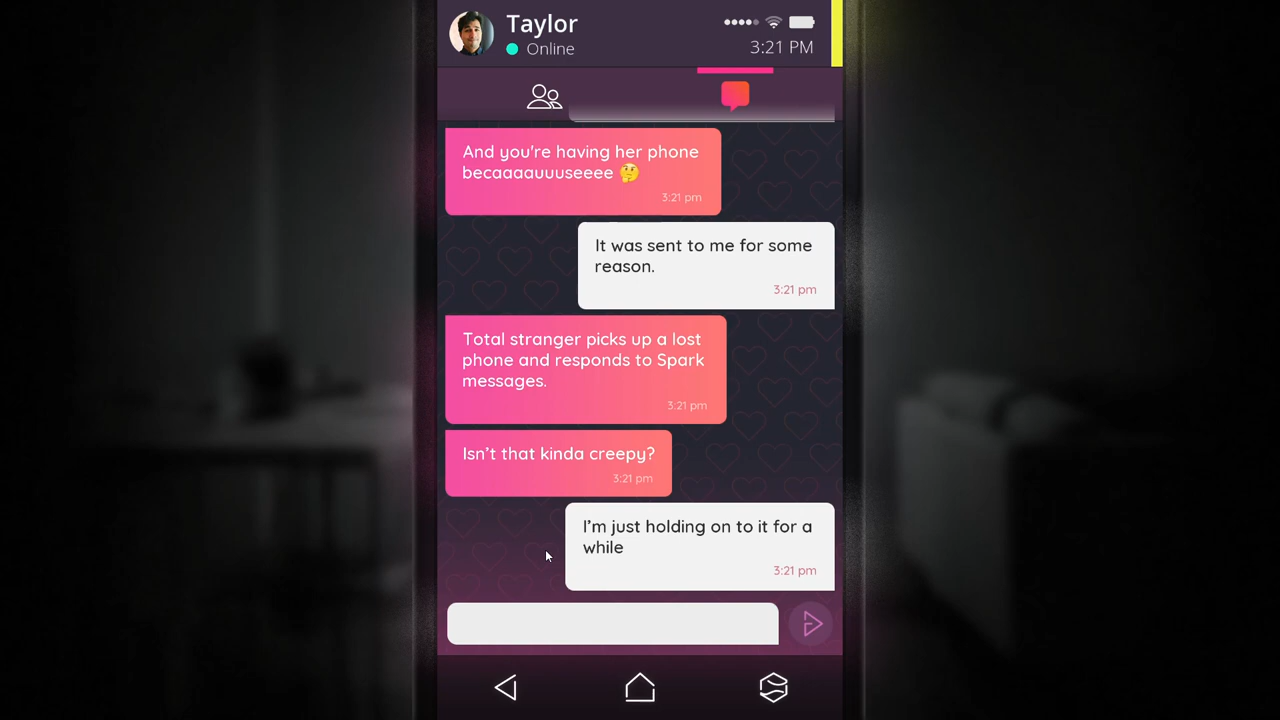 Taylor
Online
3:21 PM
And you're having her phone
becaaaauuuseeee 🤔
3:21 pm
It was sent to me for some
reason.
3:21 pm
Total stranger picks up a lost
phone and responds to Spark
messages.
3:21 pm
Isn’t that kinda creepy?
3:21 pm
I’m just holding on to it for a
while
3:21 pm